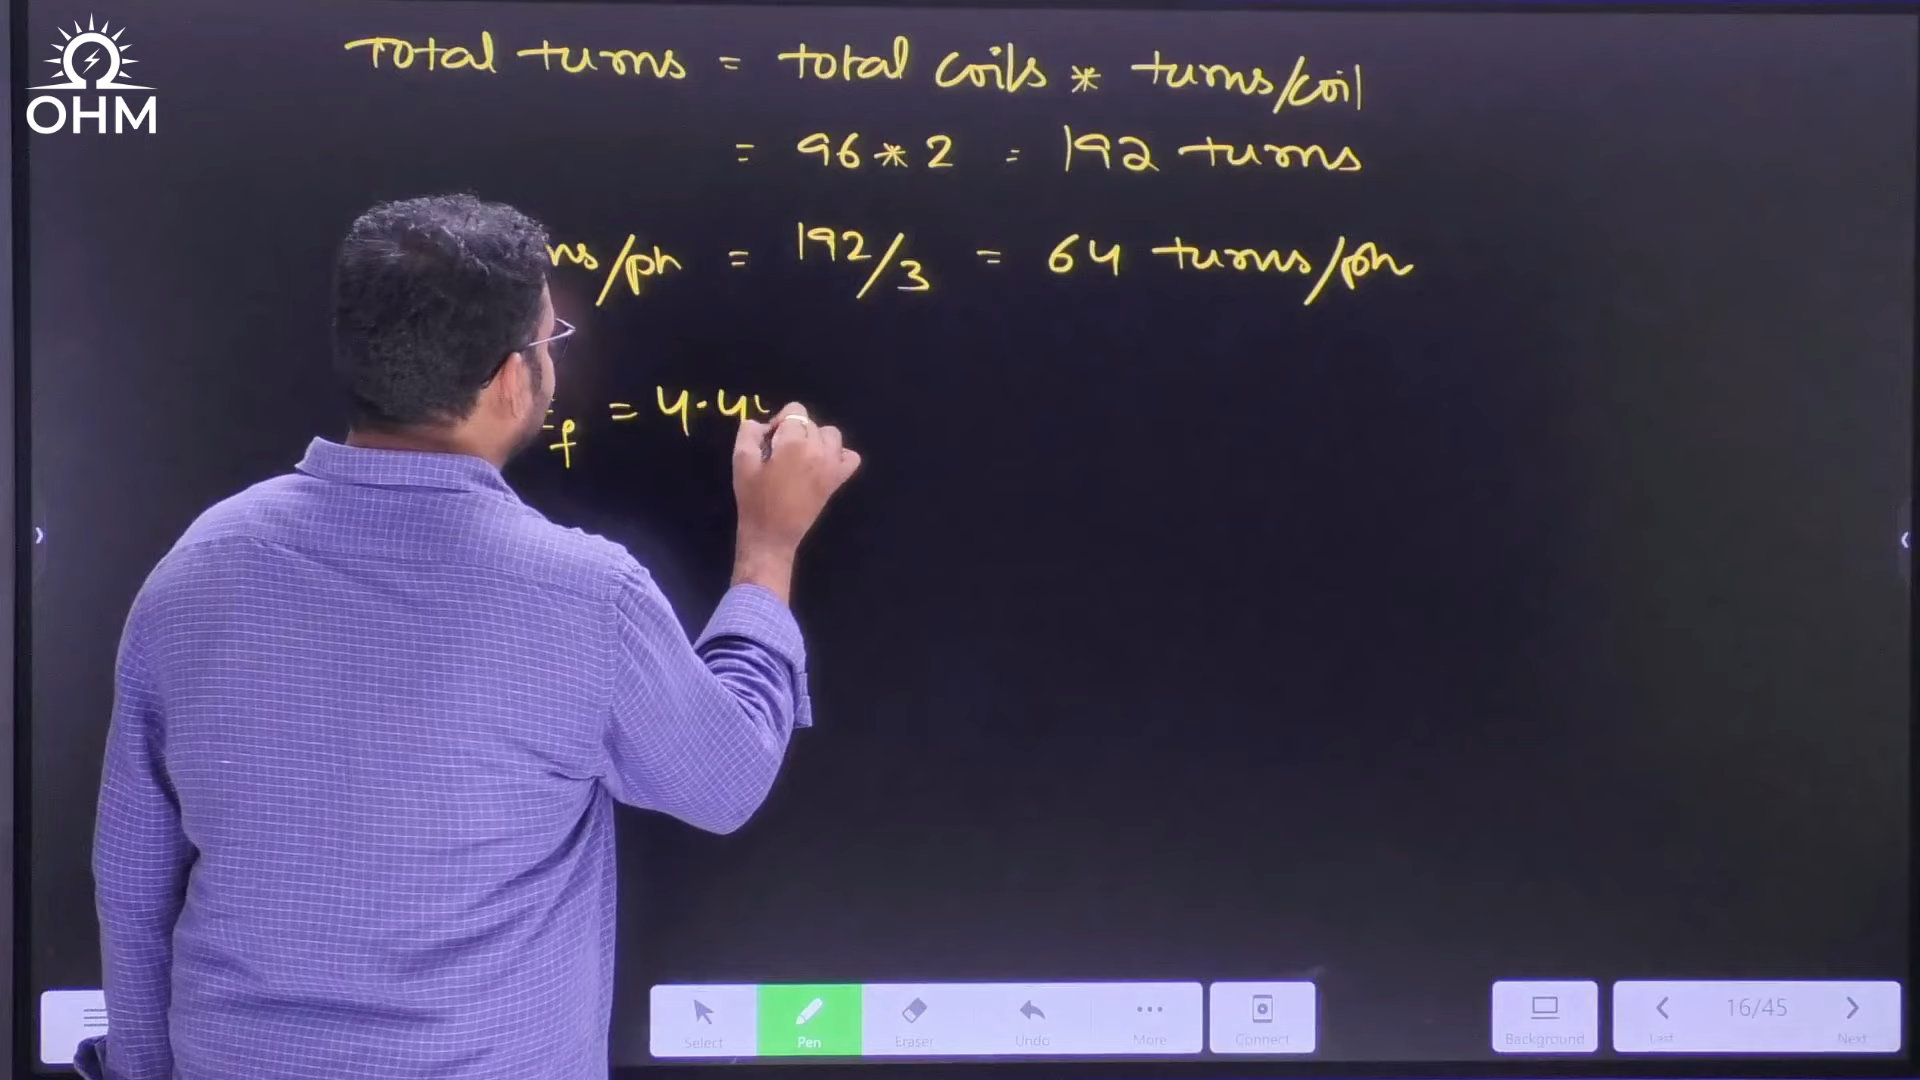 OHM
Total turns = total coils * turns/coil
= 96 * 2 = 192 turns
/ph = 192/3 = 64 turns/ph
f = 4.4
Select Pen Eraser Undo More Connect Background Last 16/45 Next